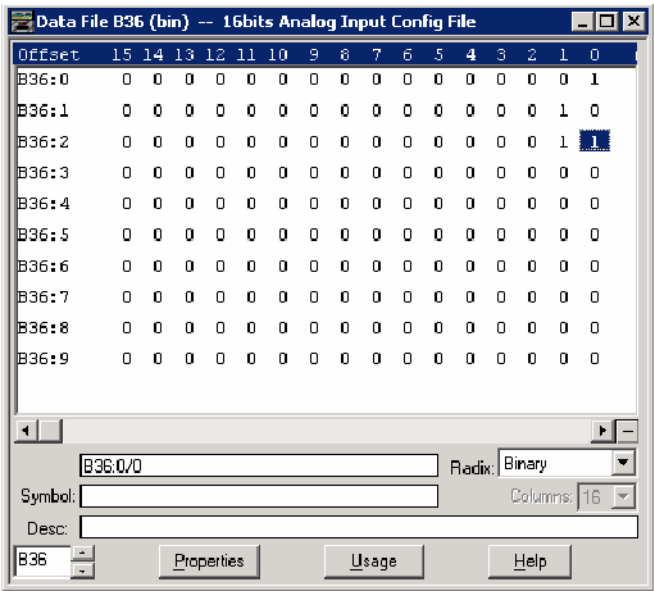 Data File B36 (bin) -- 16bits Analog Input Config File
Offset 15 14 13 12 11 10 9 8 7 6 5 4 3 2 1 0
B36:0 0 0 0 0 0 0 0 0 0 0 0 0 0 0 0 1
B36:1 0 0 0 0 0 0 0 0 0 0 0 0 0 0 1 0
B36:2 0 0 0 0 0 0 0 0 0 0 0 0 0 0 1 1
B36:3 0 0 0 0 0 0 0 0 0 0 0 0 0 0 0 0
B36:4 0 0 0 0 0 0 0 0 0 0 0 0 0 0 0 0
B36:5 0 0 0 0 0 0 0 0 0 0 0 0 0 0 0 0
B36:6 0 0 0 0 0 0 0 0 0 0 0 0 0 0 0 0
B36:7 0 0 0 0 0 0 0 0 0 0 0 0 0 0 0 0
B36:8 0 0 0 0 0 0 0 0 0 0 0 0 0 0 0 0
B36:9 0 0 0 0 0 0 0 0 0 0 0 0 0 0 0 0
B36:0/0 Radix: Binary
Symbol: Columns: 16
Desc:
B36 Properties Usage Help